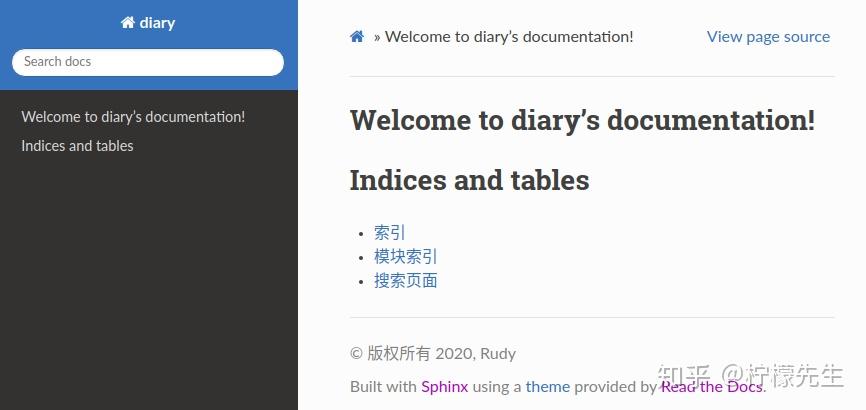 diary
Search docs
Welcome to diary's documentation!
Indices and tables
» Welcome to diary's documentation!
View page source
Welcome to diary's documentation!
Indices and tables
索引
模块索引
搜索页面
© 版权所有 2020, Rudy
Built with Sphinx using a theme provided by Read the Docs.
知乎 @柠檬先生